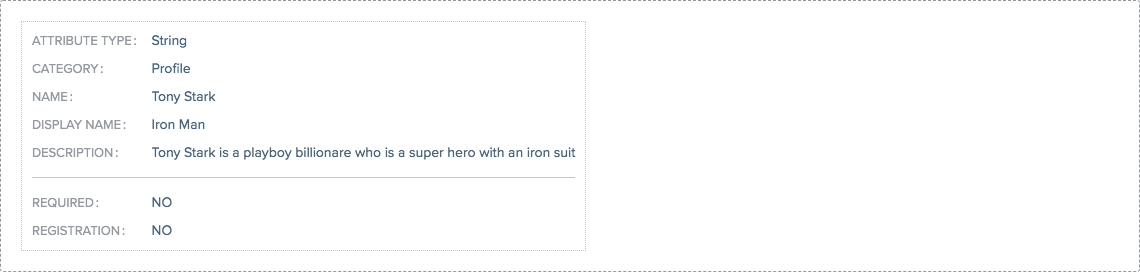 ATTRIBUTE TYPE: String
CATEGORY: Profile
NAME: Tony Stark
DISPLAY NAME: Iron Man
DESCRIPTION: Tony Stark is a playboy billionare who is a super hero with an iron suit
REQUIRED: NO
REGISTRATION: NO